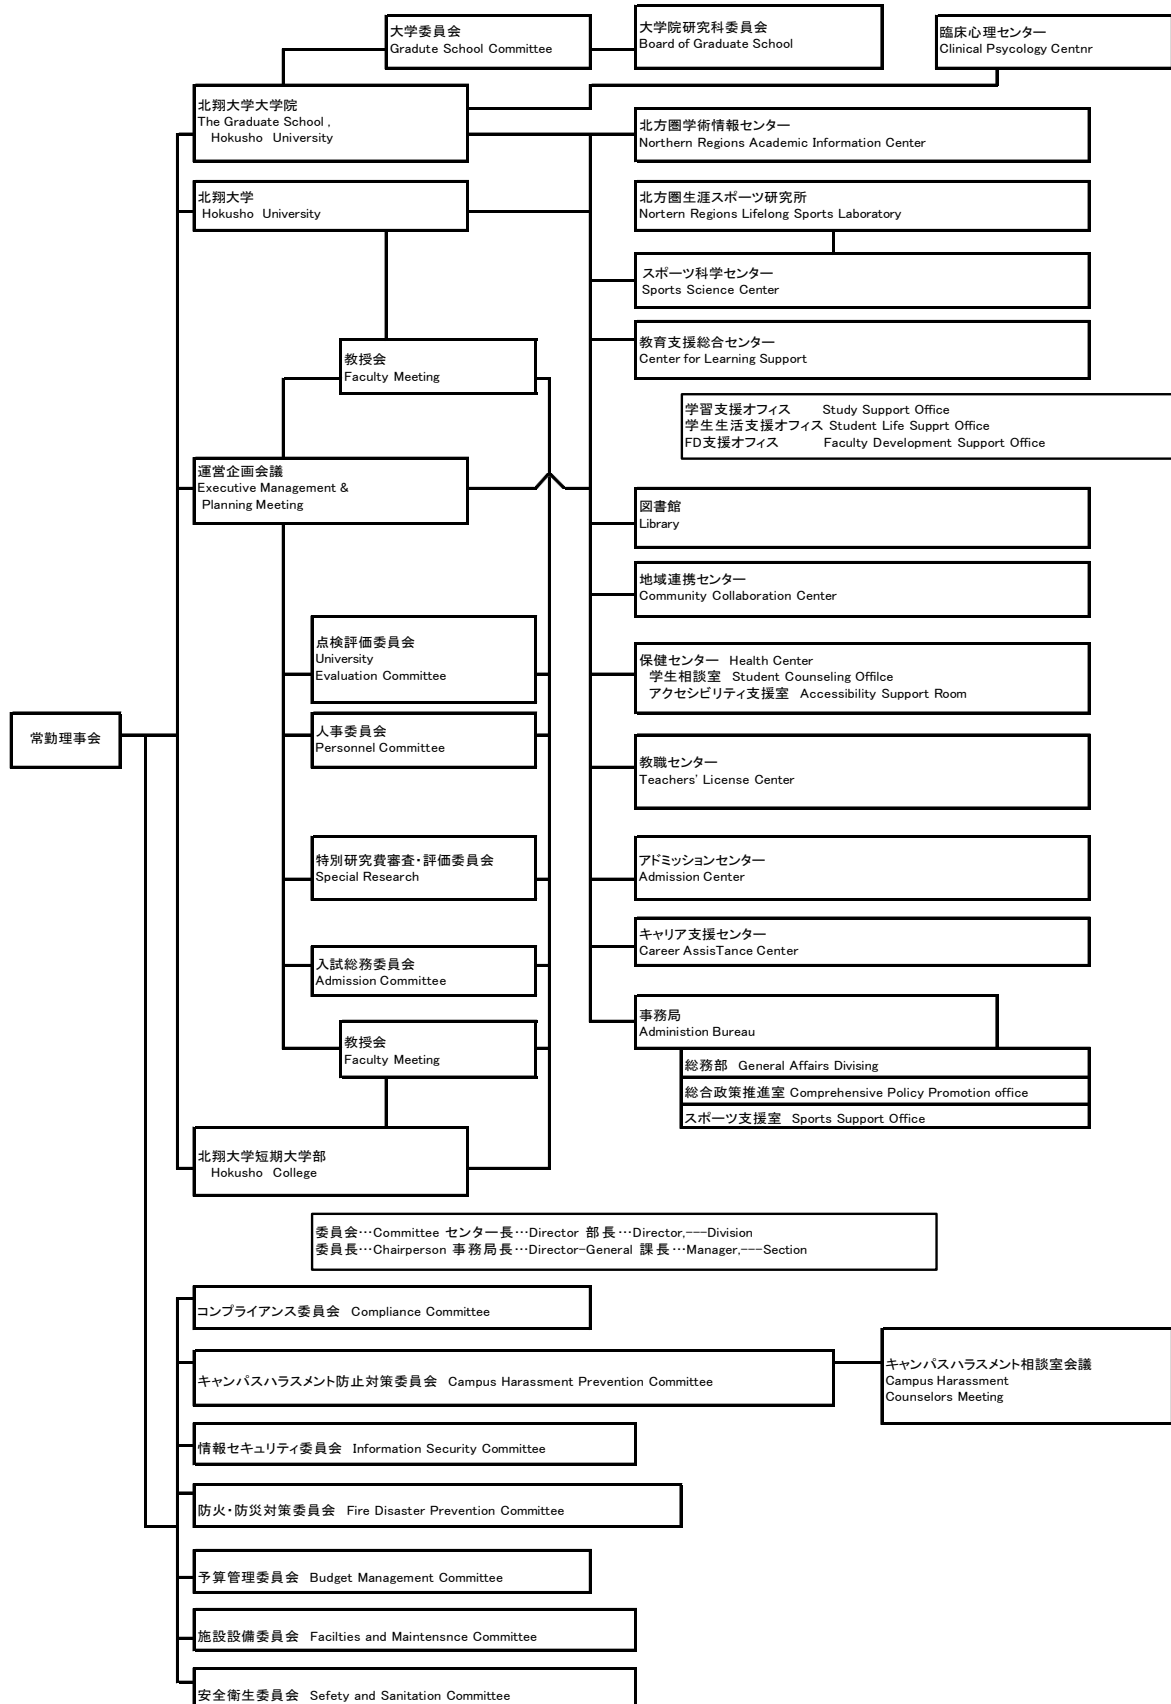 大学委員会
Gradute School Committee
大学院研究科委員会
Board of Graduate School
臨床心理センター
Clinical Psycology Centnr
北翔大学大学院
The Graduate School ,
Hokusho University
北方圏学術情報センター
Northern Regions Academic Information Center
北翔大学
Hokusho University
北方圏生涯スポーツ研究所
Nortern Regions Lifelong Sports Laboratory
スポーツ科学センター
Sports Science Center
教授会
Faculty Meeting
教育支援総合センター
Center for Learning Support
学習支援オフィス Study Support Office
学生生活支援オフィス Student Life Supprt Office
FD支援オフィス Faculty Development Support Office
運営企画会議
Executive Management &
Planning Meeting
図書館
Library
地域連携センター
Community Collaboration Center
点検評価委員会
University
Evaluation Committee
保健センター Health Center
学生相談室 Student Counseling Offilce
アクセシビリティ支援室 Accessibility Support Room
常勤理事会
人事委員会
Personnel Committee
教職センター
Teachers' License Center
特別研究費審査・評価委員会
Special Research
アドミッションセンター
Admission Center
入試総務委員会
Admission Committee
キャリア支援センター
Career AssisTance Center
教授会
Faculty Meeting
事務局
Administion Bureau
総務部 General Affairs Divising
総合政策推進室 Comprehensive Policy Promotion office
スポーツ支援室 Sports Support Office
北翔大学短期大学部
Hokusho College
委員会…Committee センター長…Director 部長…Director,---Division
委員長…Chairperson 事務局長…Director-General 課長…Manager,---Section
コンプライアンス委員会 Compliance Committee
キャンパスハラスメント防止対策委員会 Campus Harassment Prevention Committee
キャンパスハラスメント相談室会議
Campus Harassment
Counselors Meeting
情報セキュリティ委員会 Information Security Committee
防火・防災対策委員会 Fire Disaster Prevention Committee
予算管理委員会 Budget Management Committee
施設設備委員会 Facilties and Maintensnce Committee
安全衛生委員会 Sefety and Sanitation Committee